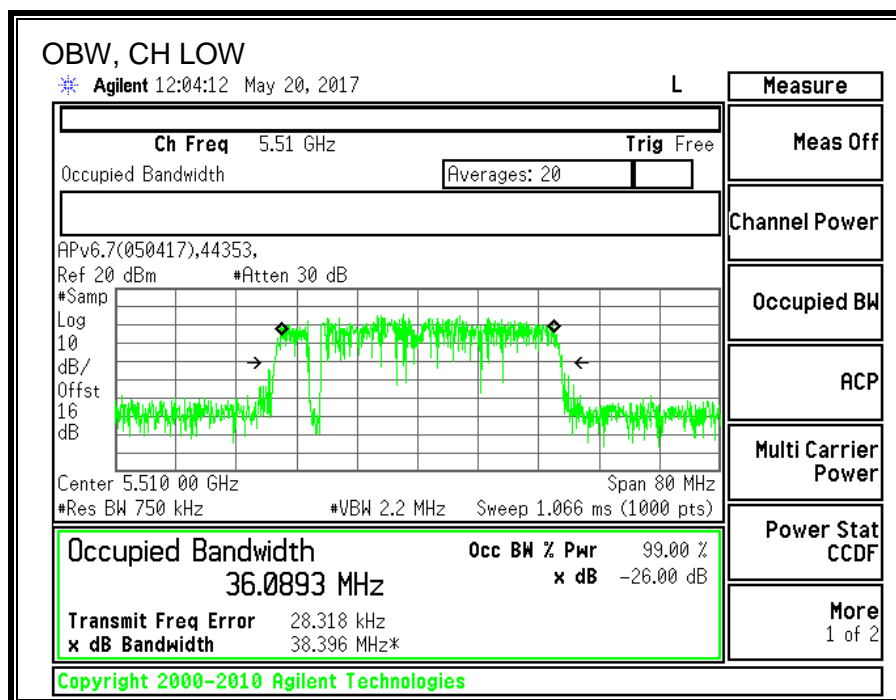 OBW, CH LOW
Agilent 12:04:12 May 20, 2017 L
Measure
Ch Freq 5.51 GHz Trig Free
Meas Off
Occupied Bandwidth Averages: 20
Channel Power
APv6.7(050417),44353,
Ref 20 dBm #Atten 30 dB
#Samp
Log
10
dB/
Offst
16
dB
Occupied BW
ACP
Center 5.510 00 GHz Span 80 MHz
#Res BW 750 kHz #VBW 2.2 MHz Sweep 1.066 ms (1000 pts)
Multi Carrier
Power
Occupied Bandwidth Occ BW % Pwr 99.00 %
36.0893 MHz x dB -26.00 dB
Power Stat
CCDF
Transmit Freq Error 28.318 kHz
x dB Bandwidth 38.396 MHz*
More
1 of 2
Copyright 2000-2010 Agilent Technologies